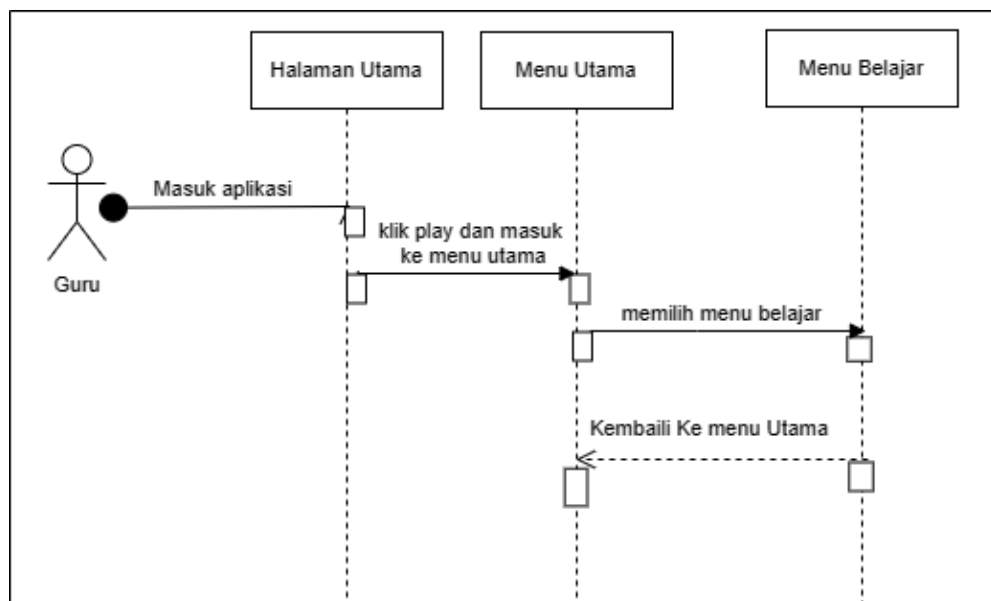 Halaman Utama
Menu Utama
Menu Belajar
Masuk aplikasi
Guru
klik play dan masuk
ke menu utama
memilih menu belajar
Kembaili Ke menu Utama